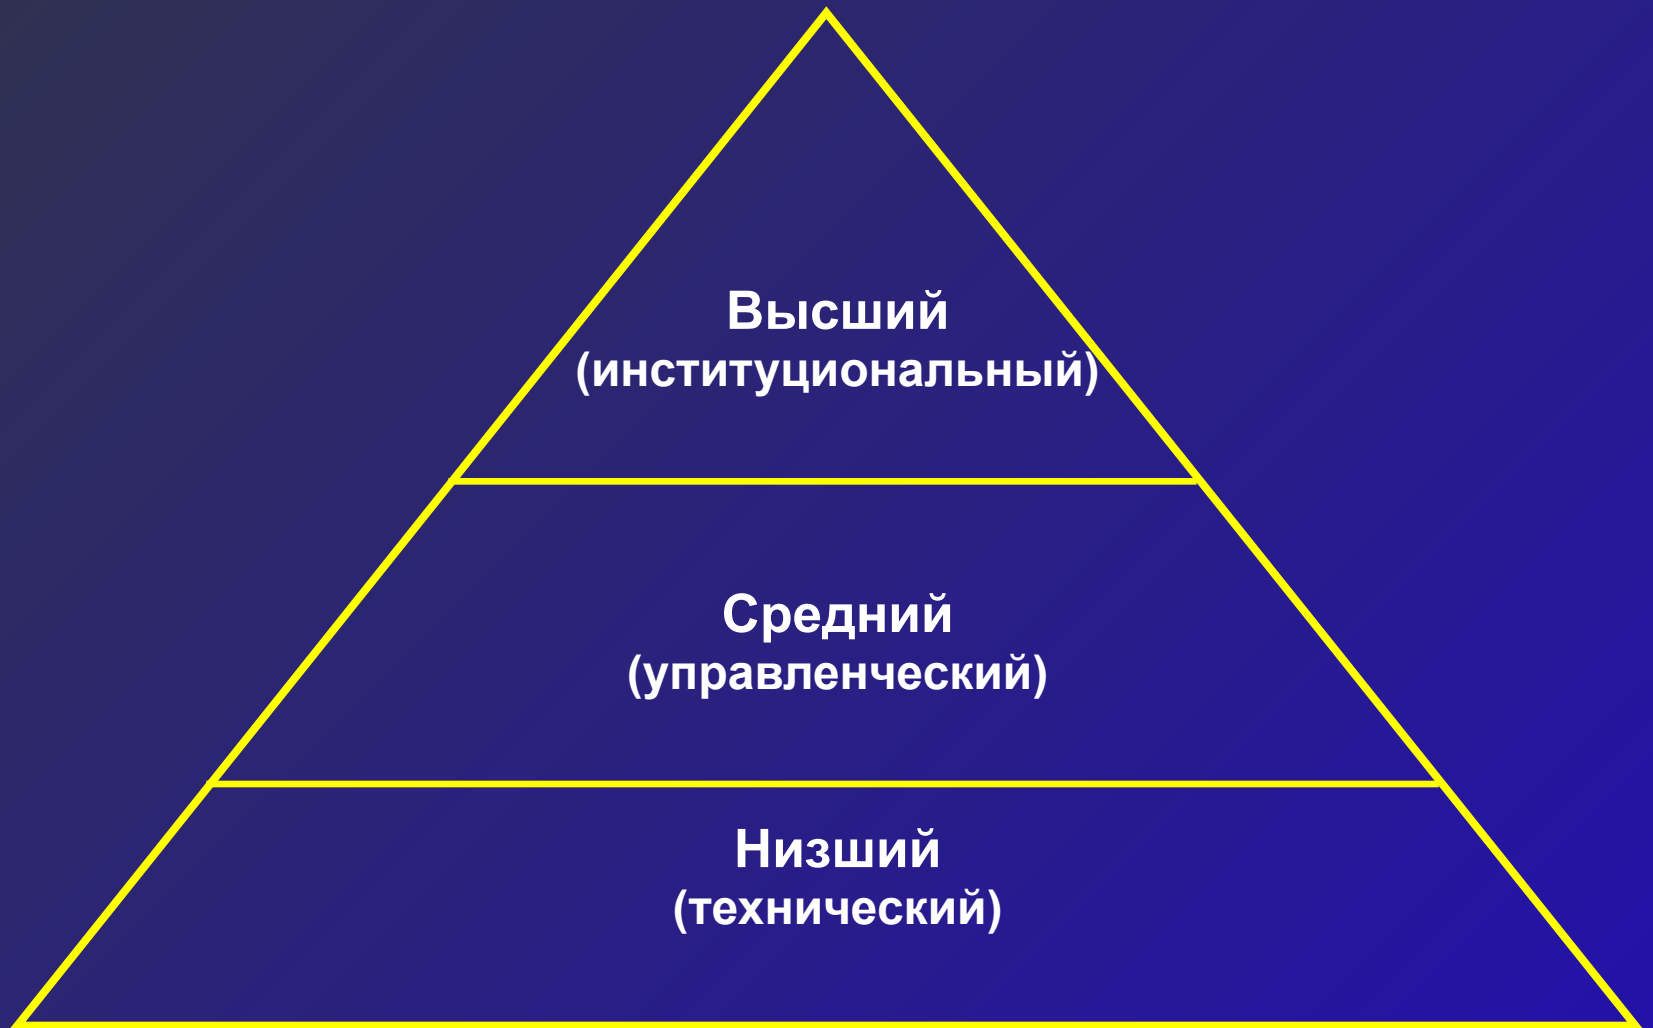 Высший
(институциональный)
Средний
(управленческий)
Низший
(технический)